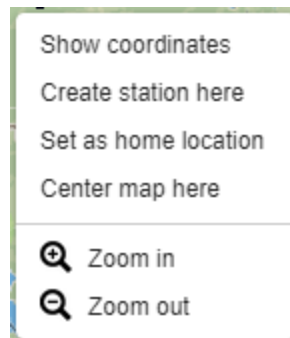 Show coordinates
Create station here
Set as home location
Center map here
Zoom in
Zoom out